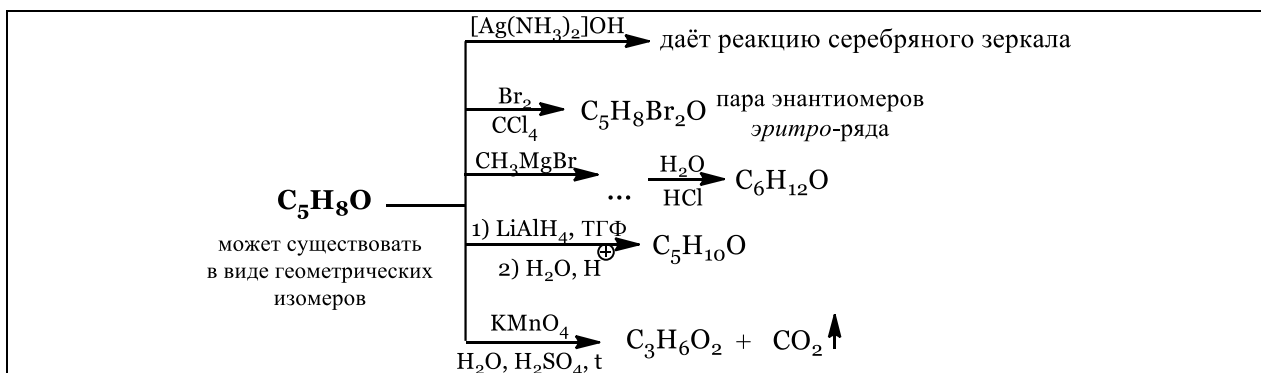 [Ag(NH₃)₂]OH
даёт реакцию серебряного зеркала
Br₂
CCl₄
C₅H₈Br₂O
пара энантиомеров
эритро-ряда
CH₃MgBr
...
H₂O
HCl
C₆H₁₂O
C₅H₈O
может существовать
в виде геометрических
изомеров
1) LiAlH₄, ТГФ
2) H₂O, H⊕
C₅H₁₀O
KMnO₄
H₂O, H₂SO₄, t
C₃H₆O₂ + CO₂